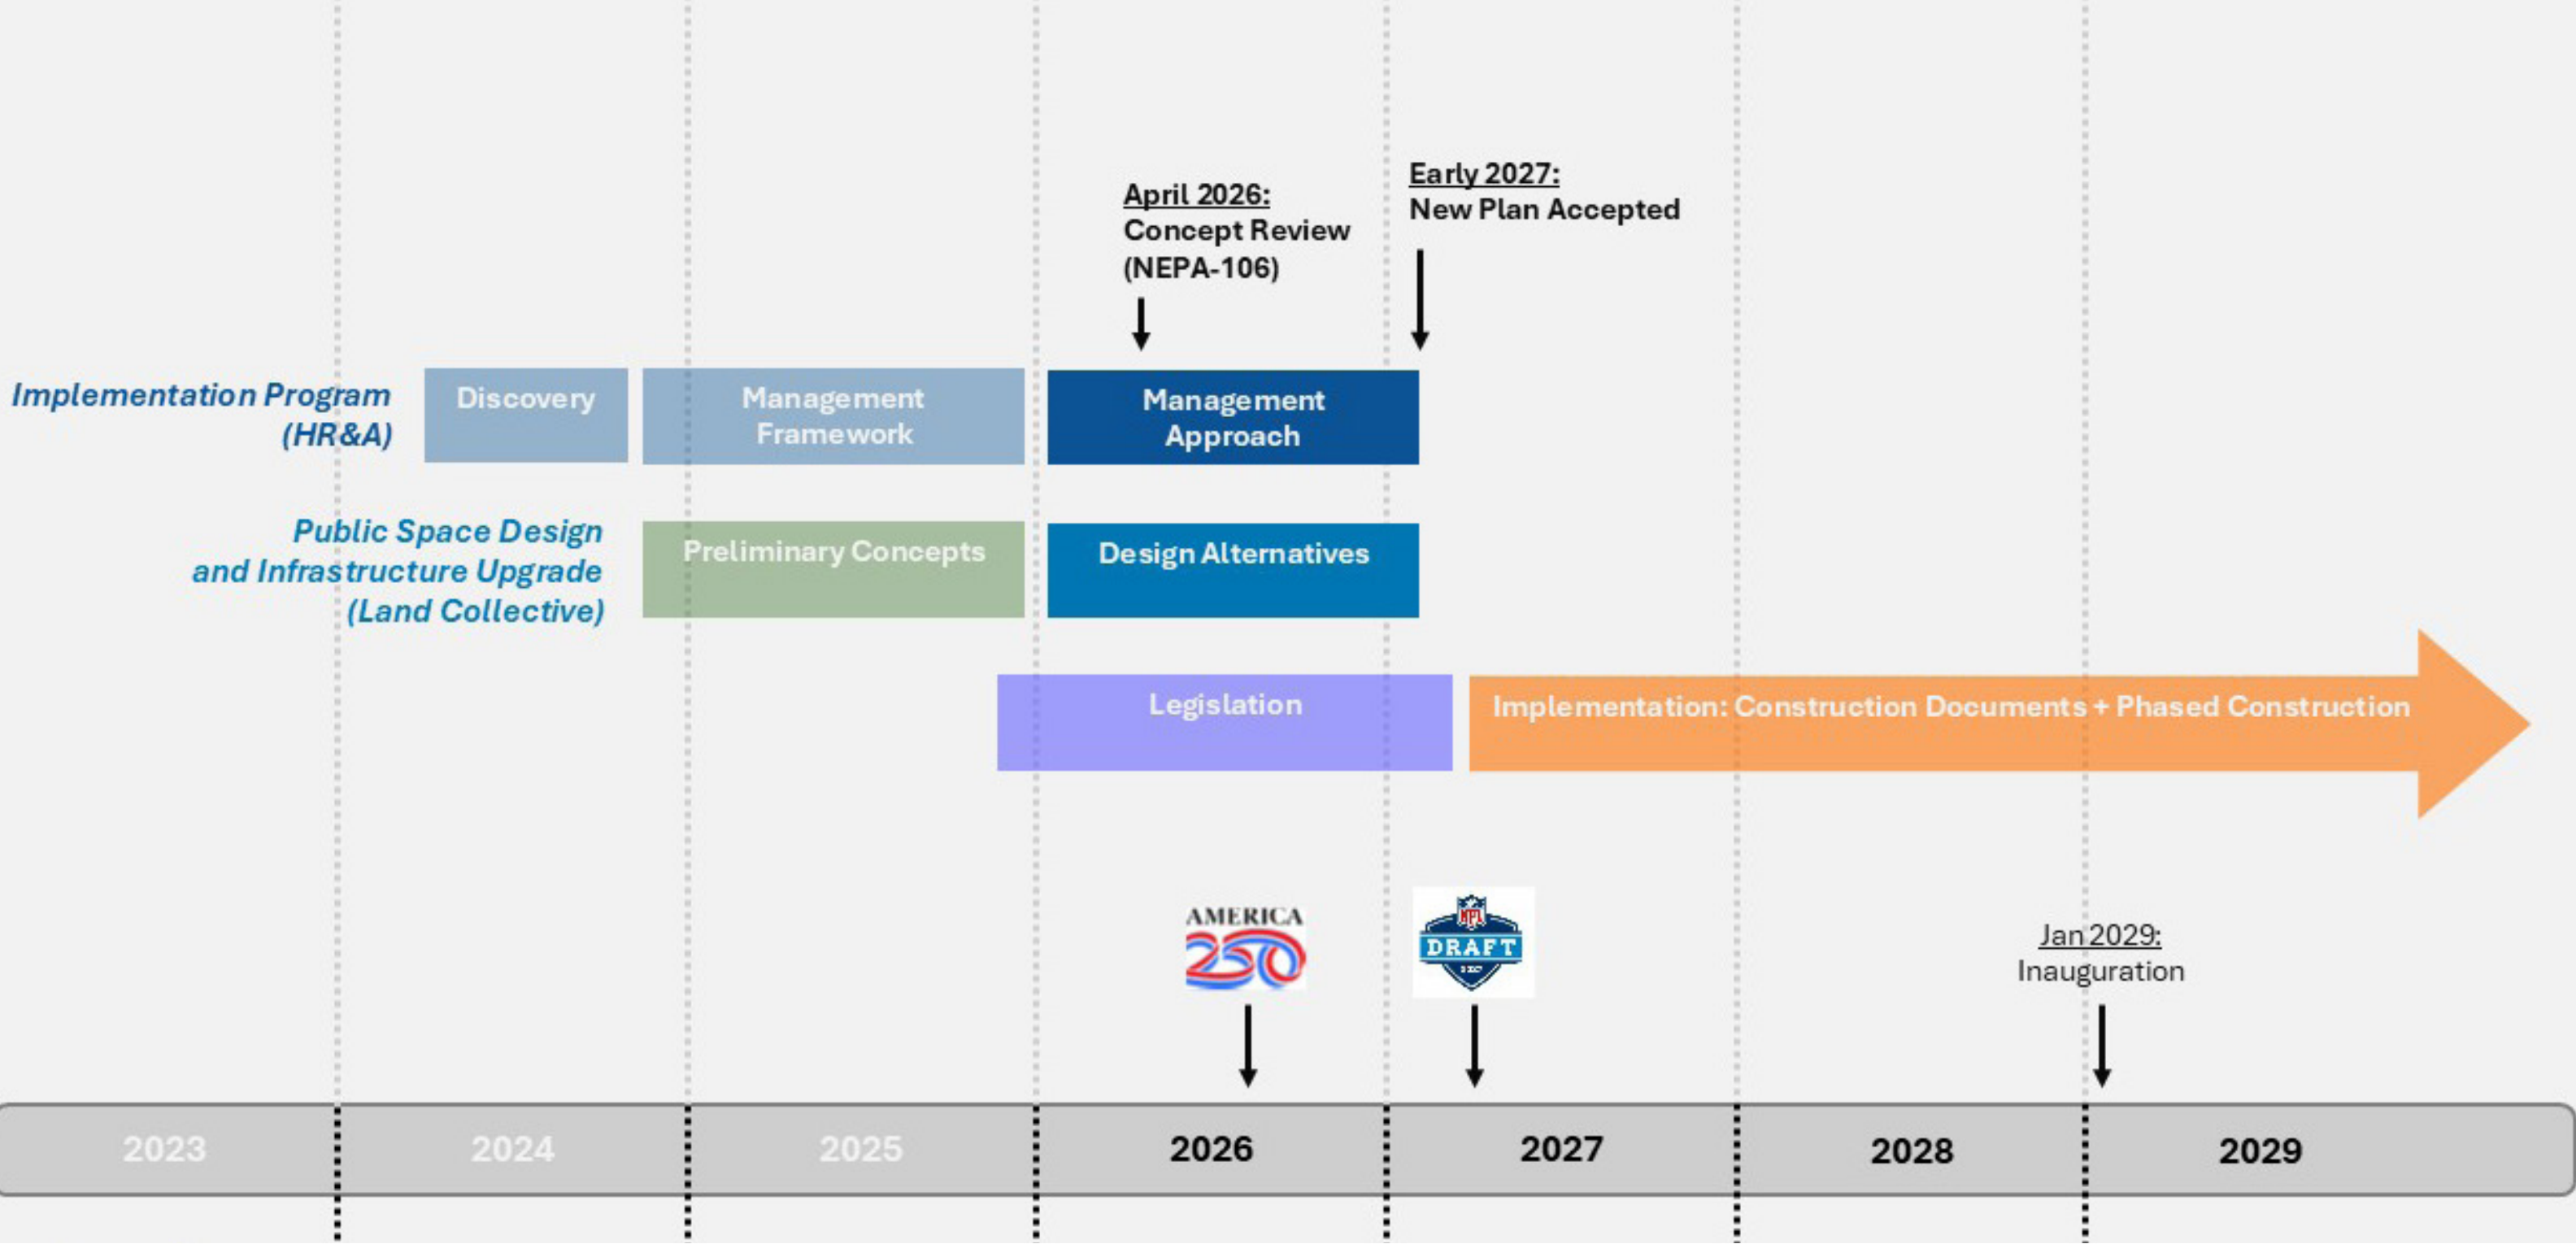 April 2026:
Concept Review
(NEPA-106)
Early 2027:
New Plan Accepted
Implementation Program
(HR&A)
Discovery
Management
Framework
Management
Approach
Public Space Design
and Infrastructure Upgrade
(Land Collective)
Preliminary Concepts
Design Alternatives
Legislation
Implementation: Construction Documents + Phased Construction
AMERICA
250
NFL
DRAFT
Jan 2029:
Inauguration
2023
2024
2025
2026
2027
2028
2029